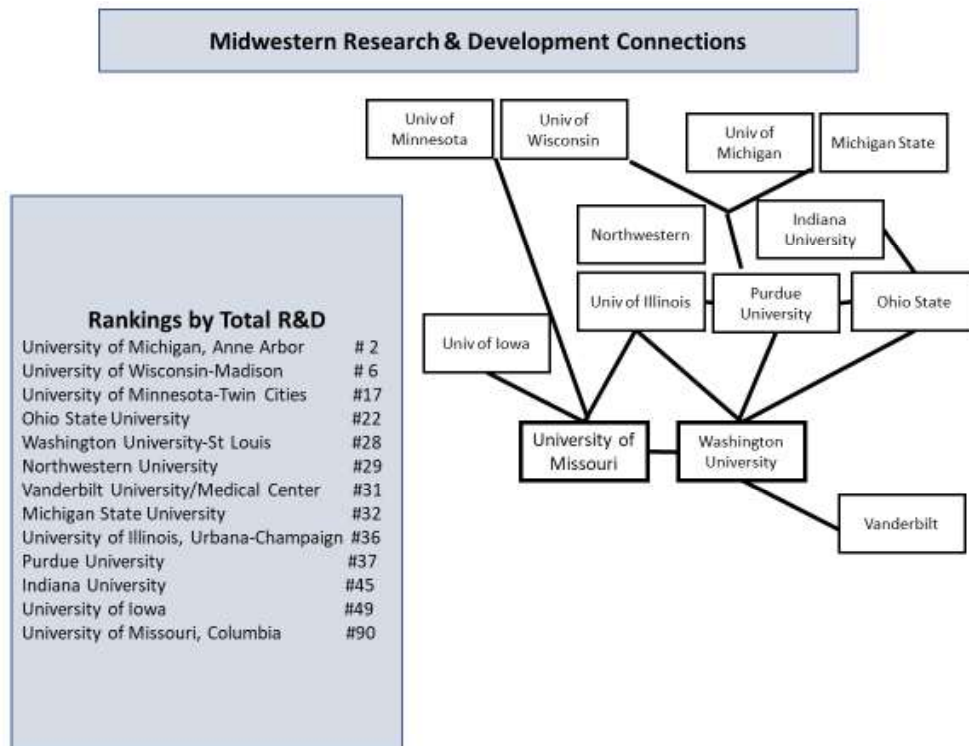 Midwestern Research & Development Connections
Univ of
Minnesota
Univ of
Wisconsin
Univ of
Michigan
Michigan State
Northwestern
Indiana
University
Univ of Illinois
Purdue
University
Ohio State
Univ of Iowa
University of
Missouri
Washington
University
Vanderbilt
Rankings by Total R&D
University of Michigan, Anne Arbor # 2
University of Wisconsin-Madison # 6
University of Minnesota-Twin Cities #17
Ohio State University #22
Washington University-St Louis #28
Northwestern University #29
Vanderbilt University/Medical Center #31
Michigan State University #32
University of Illinois, Urbana-Champaign #36
Purdue University #37
Indiana University #45
University of Iowa #49
University of Missouri, Columbia #90